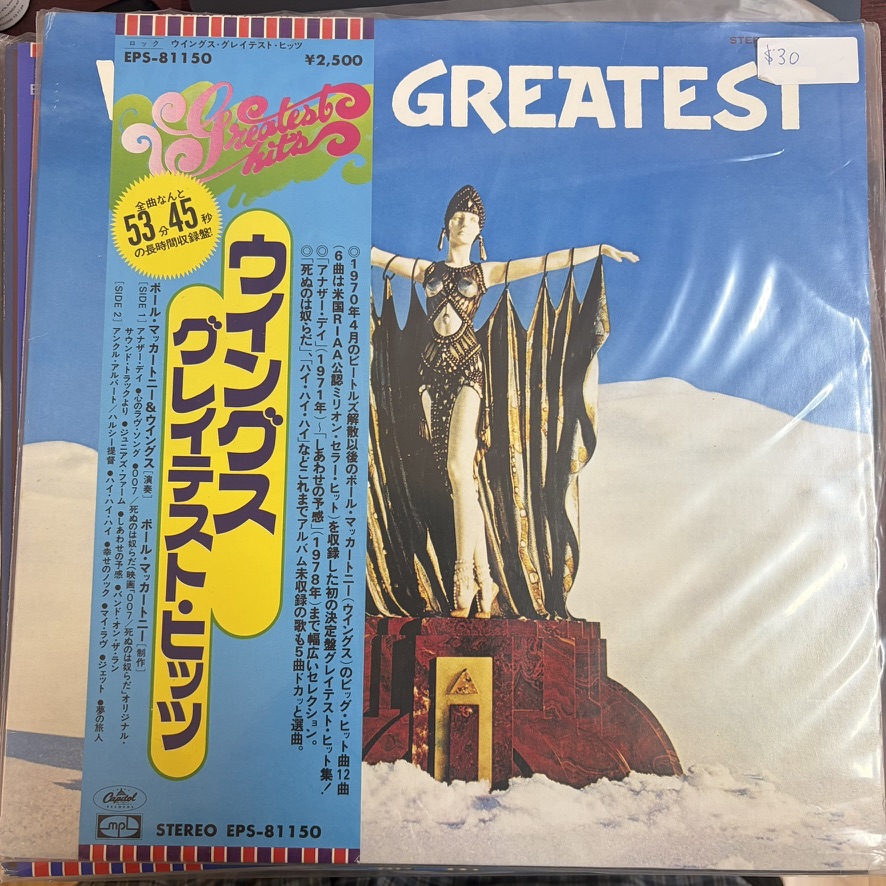 ロック ウイングス・グレイテスト・ヒッツ
EPS-81150 ¥2,500
GREATEST
$30
Greatest
hits
全曲なんと
53分45秒
の長時間収録盤!
ウイングス
グレイテスト・ヒッツ
◎1970年4月のビートルズ解散以後のポール・マッカートニー(ウイングス)のビッグ・ヒット曲12曲
(6曲は米国RIAA公認ミリオン・セラー・ヒット)を収録した初の決定盤グレイテスト・ヒット集!
◎「アナザー・デイ」(1971年)〜「しあわせの予感」(1978年)まで幅広いセレクション。
◎「死ぬのは奴らだ」、「ハイ・ハイ・ハイ」などこれまでアルバム未収録の歌も5曲ドカッと選曲。
ポール・マッカートニー&ウイングス[演奏] ポール・マッカートニー[制作]
[SIDE 1]アナザー・デイ ●心のラヴ・ソング ●007/死ぬのは奴らだ(映画「007/死ぬのは奴らだ」オリジナル・
サウンド・トラックより ●ジュニアズ・ファーム ●しあわせの予感 ●バンド・オン・ザ・ラン
[SIDE 2]アンクル・アルバート/ハルセー提督 ●ハイ・ハイ・ハイ ●幸せのノック ●マイ・ラヴ ●ジェット ●夢の旅人
Capitol
mpl
STEREO EPS-81150